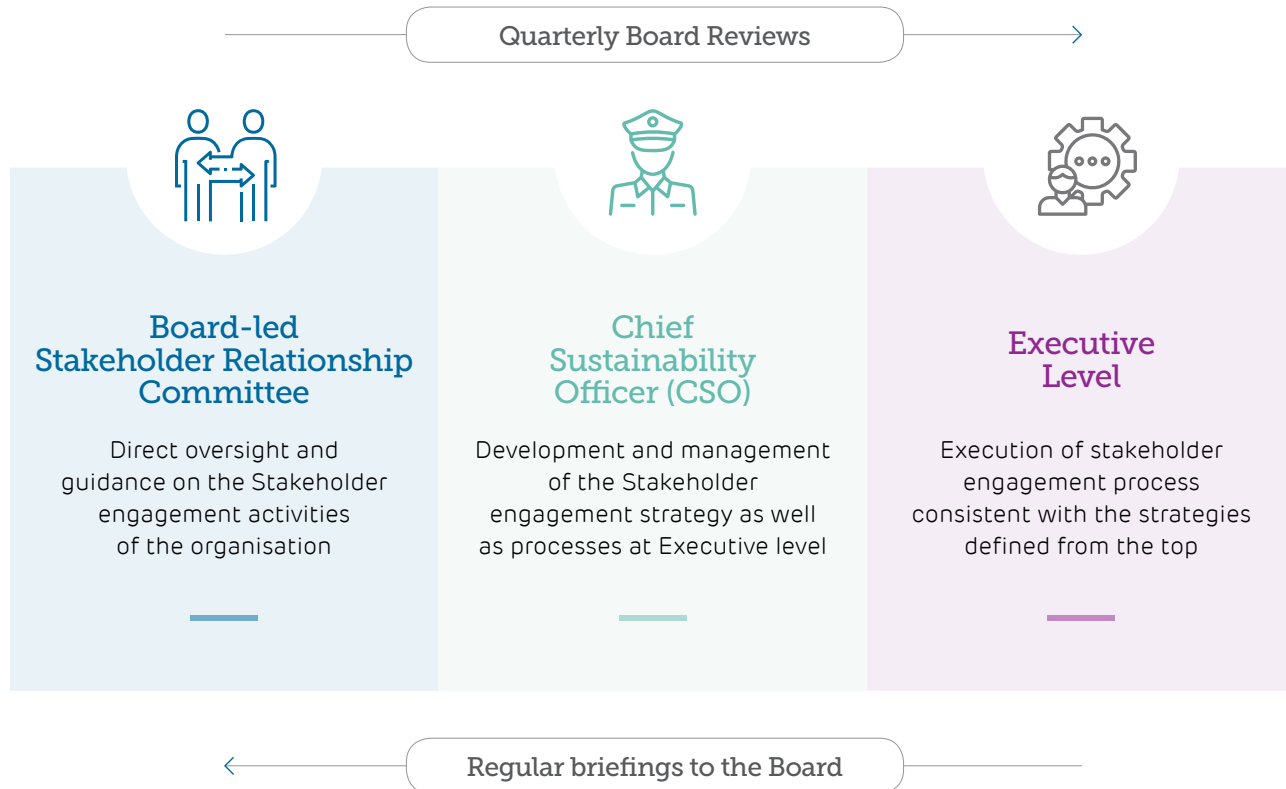 Quarterly Board Reviews
Board-led
Stakeholder Relationship
Committee
Direct oversight and
guidance on the Stakeholder
engagement activities
of the organisation
Chief
Sustainability
Officer (CSO)
Development and management
of the Stakeholder
engagement strategy as well
as processes at Executive level
Executive
Level
Execution of stakeholder
engagement process
consistent with the strategies
defined from the top
Regular briefings to the Board